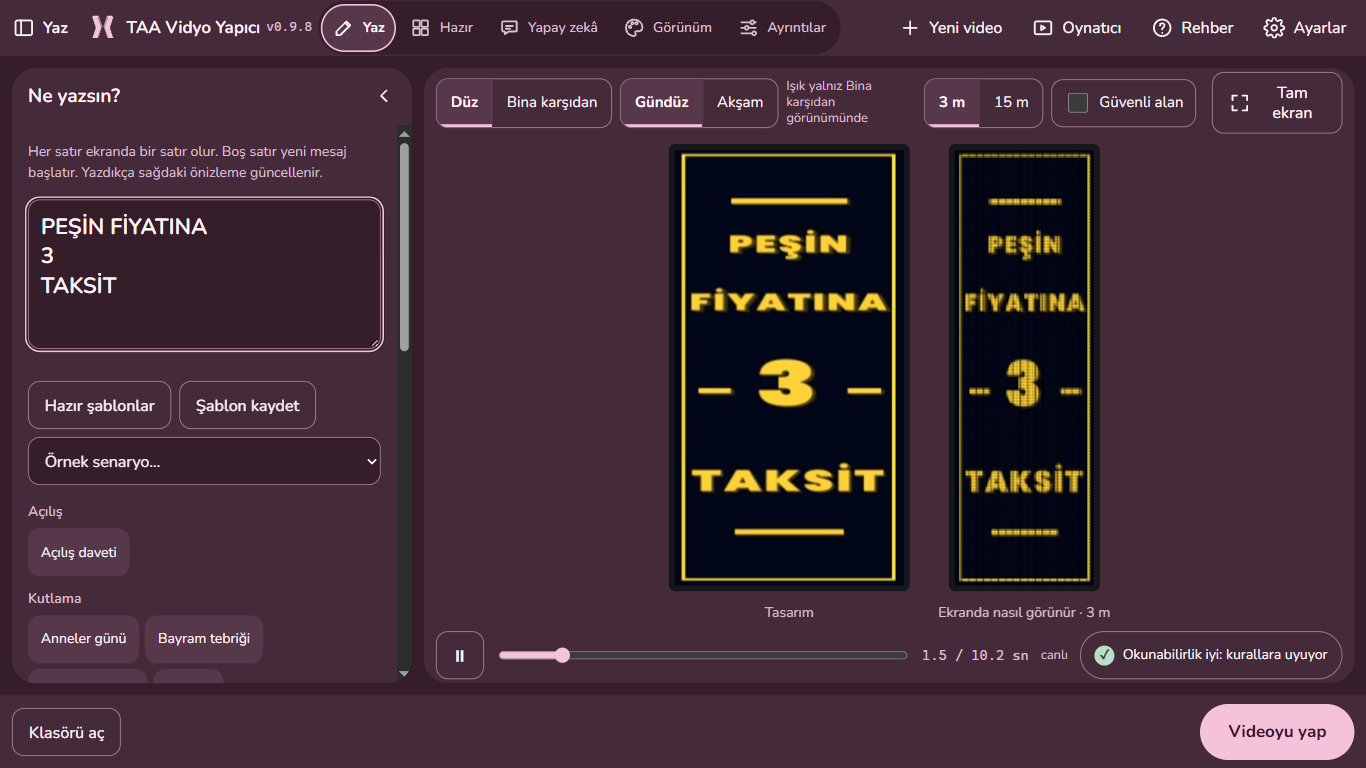 Yaz
TAA Vidyo Yapıcı v0.9.8
Yaz
Hazır
Yapay zekâ
Görünüm
Ayrıntılar
Yeni video
Oynatıcı
Rehber
Ayarlar
Ne yazsın?
Her satır ekranda bir satır olur. Boş satır yeni mesaj
başlatır. Yazdıkça sağdaki önizleme güncellenir.
PEŞİN FİYATINA
3
TAKSİT
Hazır şablonlar
Şablon kaydet
Örnek senaryo...
Açılış
Açılış daveti
Kutlama
Anneler günü
Bayram tebriği
Düz
Bina karşıdan
Gündüz
Akşam
Işık yalnız Bina
karşıdan
görünümünde
3 m
15 m
Güvenli alan
Tam
ekran
PEŞİN
FİYATINA
3
TAKSİT
Tasarım
PEŞİN
FİYATINA
3
TAKSİT
Ekranda nasıl görünür · 3 m
1.5 / 10.2 sn
canlı
Okunabilirlik iyi: kurallara uyuyor
Klasörü aç
Videoyu yap